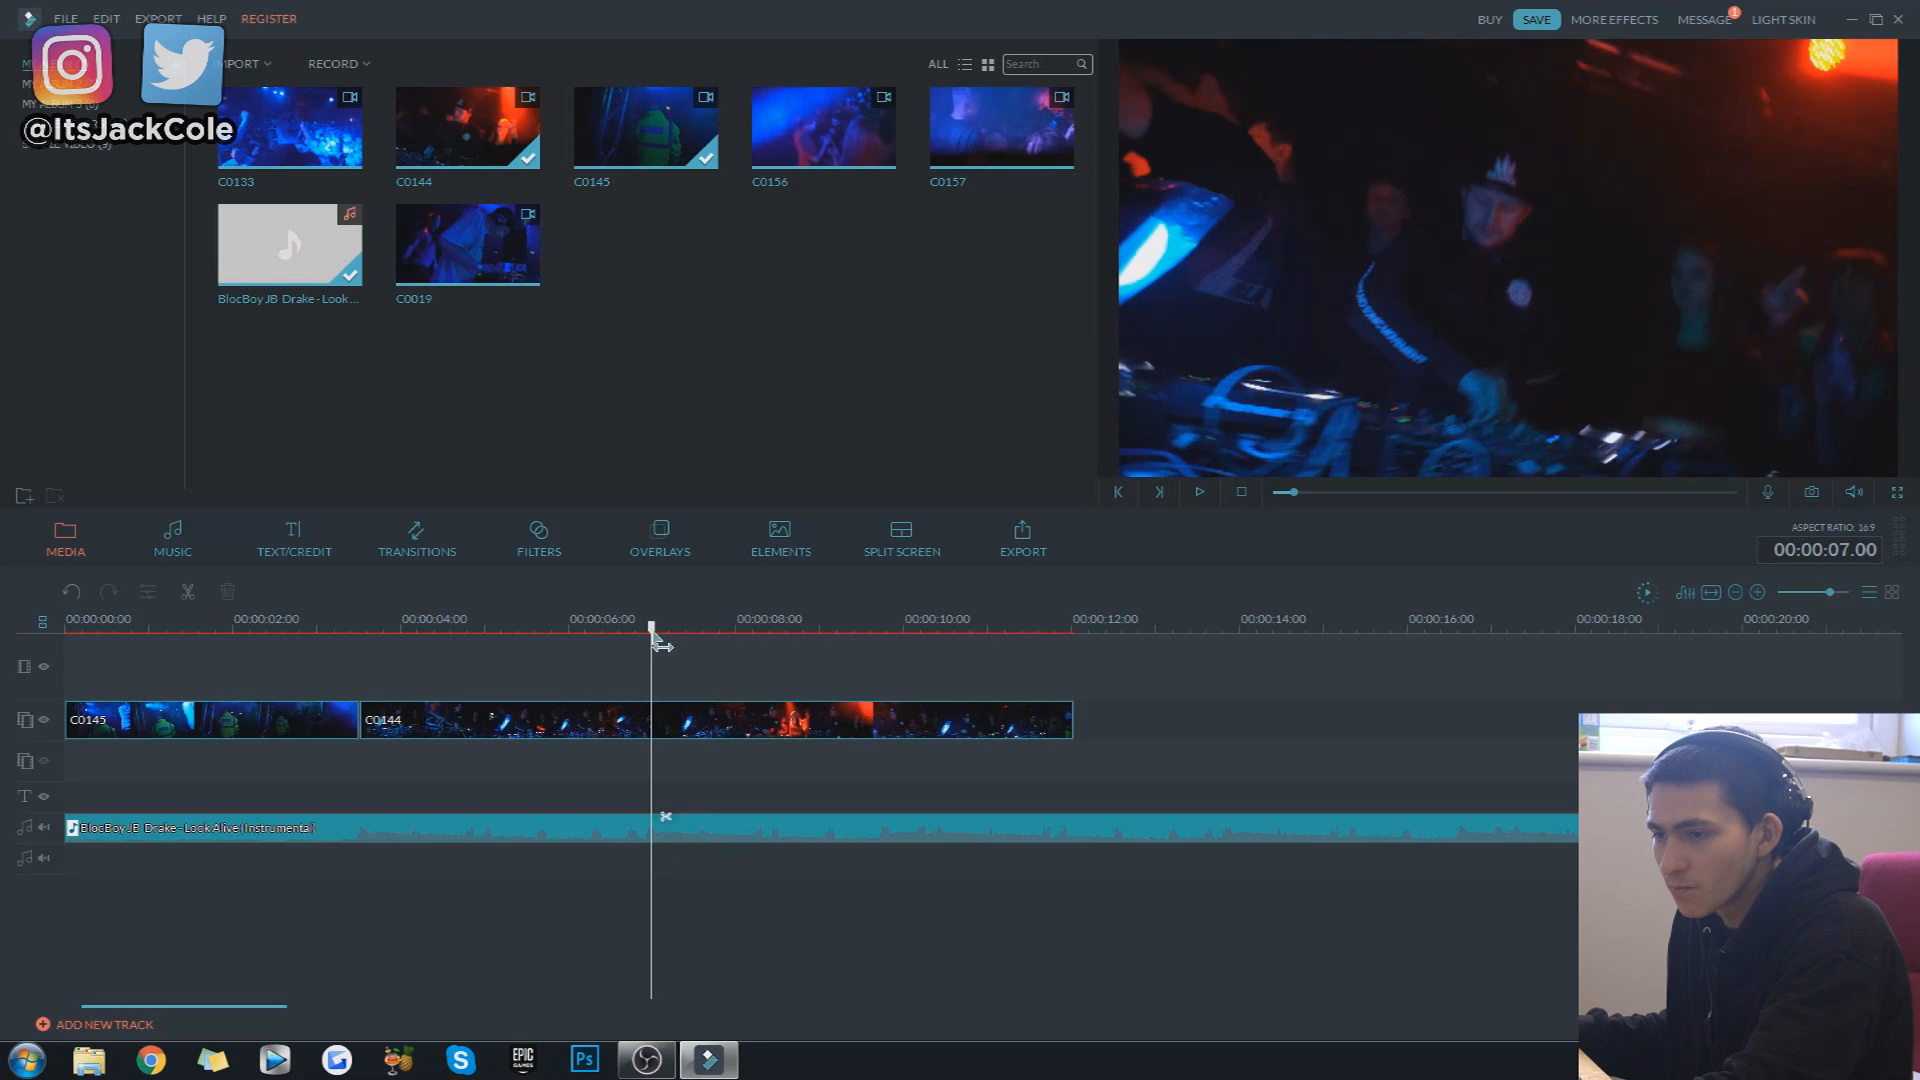 FILE EDIT EXPORT HELP REGISTER
BUY SAVE MORE EFFECTS MESSAGE 1 LIGHT SKIN
IMPORT RECORD ALL Search
@ItsJackCole
C0133 C0144 C0145 C0156 C0157
BlocBoy JB Drake - Look ... C0019
MEDIA MUSIC TEXT/CREDIT TRANSITIONS FILTERS OVERLAYS ELEMENTS SPLIT SCREEN EXPORT
ASPECT RATIO: 16:9
00:00:07.00
00:00:00:00 00:00:02:00 00:00:04:00 00:00:06:00 00:00:08:00 00:00:10:00 00:00:12:00 00:00:14:00 00:00:16:00 00:00:18:00 00:00:20:00
C0145 C0144
T
BlocBoy JB Drake - Look Alive (Instrumental)
ADD NEW TRACK
S EPIC GAMES Ps